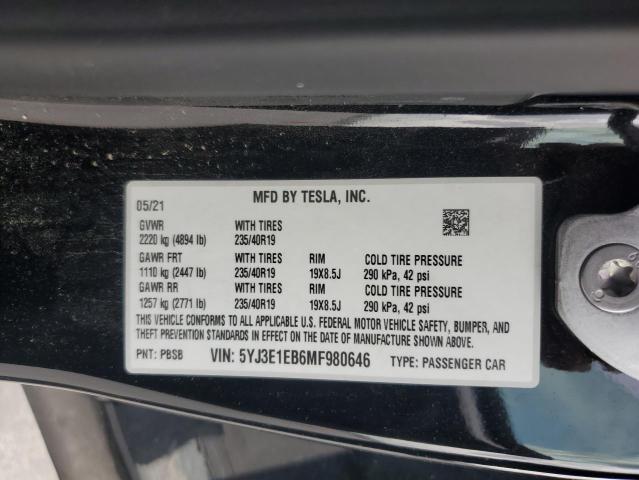 05/21 MFD BY TESLA, INC.
GVWR WITH TIRES
2220 kg (4894 lb) 235/40R19
GAWR FRT WITH TIRES RIM COLD TIRE PRESSURE
1110 kg (2447 lb) 235/40R19 19X8.5J 290 kPa, 42 psi
GAWR RR WITH TIRES RIM COLD TIRE PRESSURE
1257 kg (2771 lb) 235/40R19 19X8.5J 290 kPa, 42 psi
THIS VEHICLE CONFORMS TO ALL APPLICABLE U.S. FEDERAL MOTOR VEHICLE SAFETY, BUMPER, AND
THEFT PREVENTION STANDARDS IN EFFECT ON THE DATE OF MANUFACTURE SHOWN ABOVE.
PNT: PBSB VIN: 5YJ3E1EB6MF980646 TYPE: PASSENGER CAR